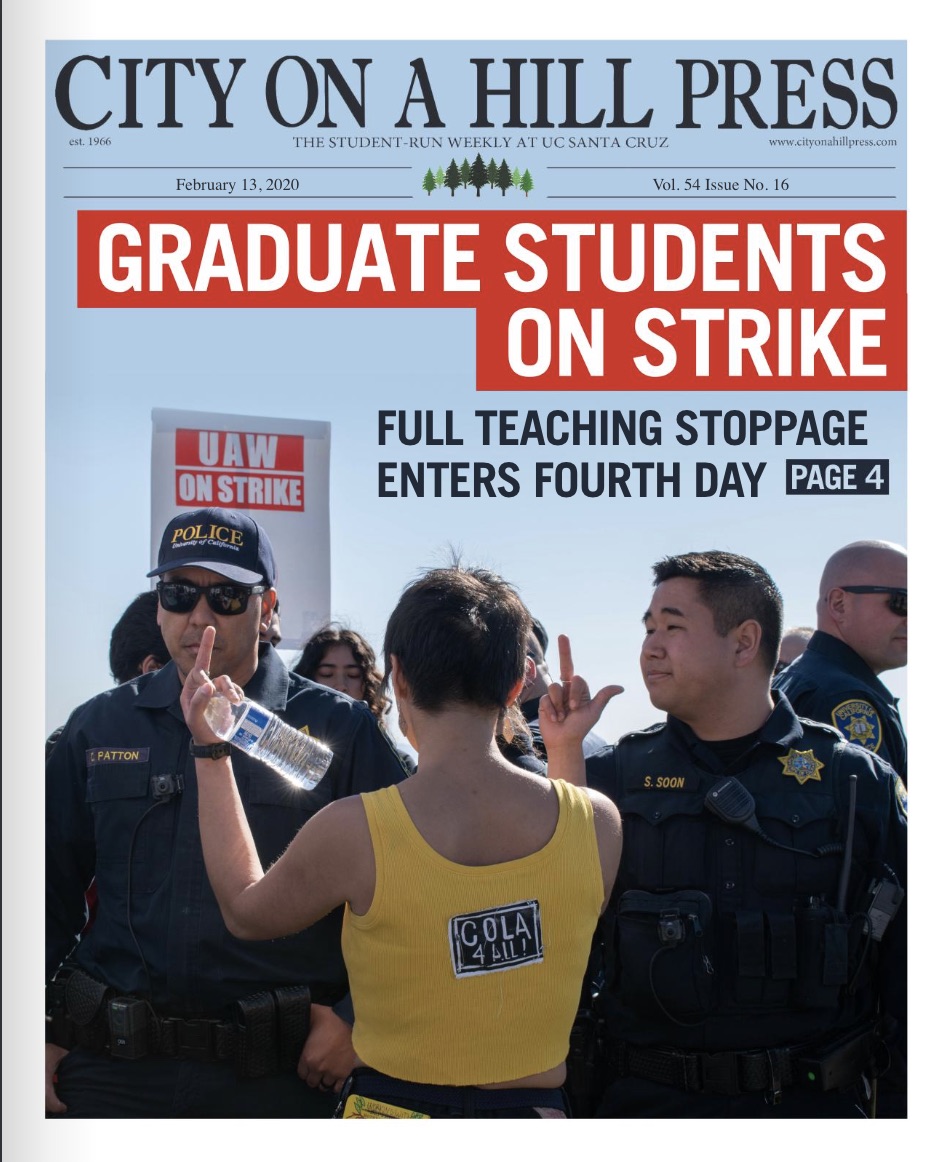 CITY ON A HILL PRESS
est. 1966
THE STUDENT-RUN WEEKLY AT UC SANTA CRUZ
www.cityonahillpress.com
February 13, 2020
Vol. 54 Issue No. 16
GRADUATE STUDENTS
ON STRIKE
FULL TEACHING STOPPAGE
ENTERS FOURTH DAY PAGE 4
UAW
ON STRIKE
POLICE
University of California
C. PATTON
S. SOON
COLA
4 ALL!